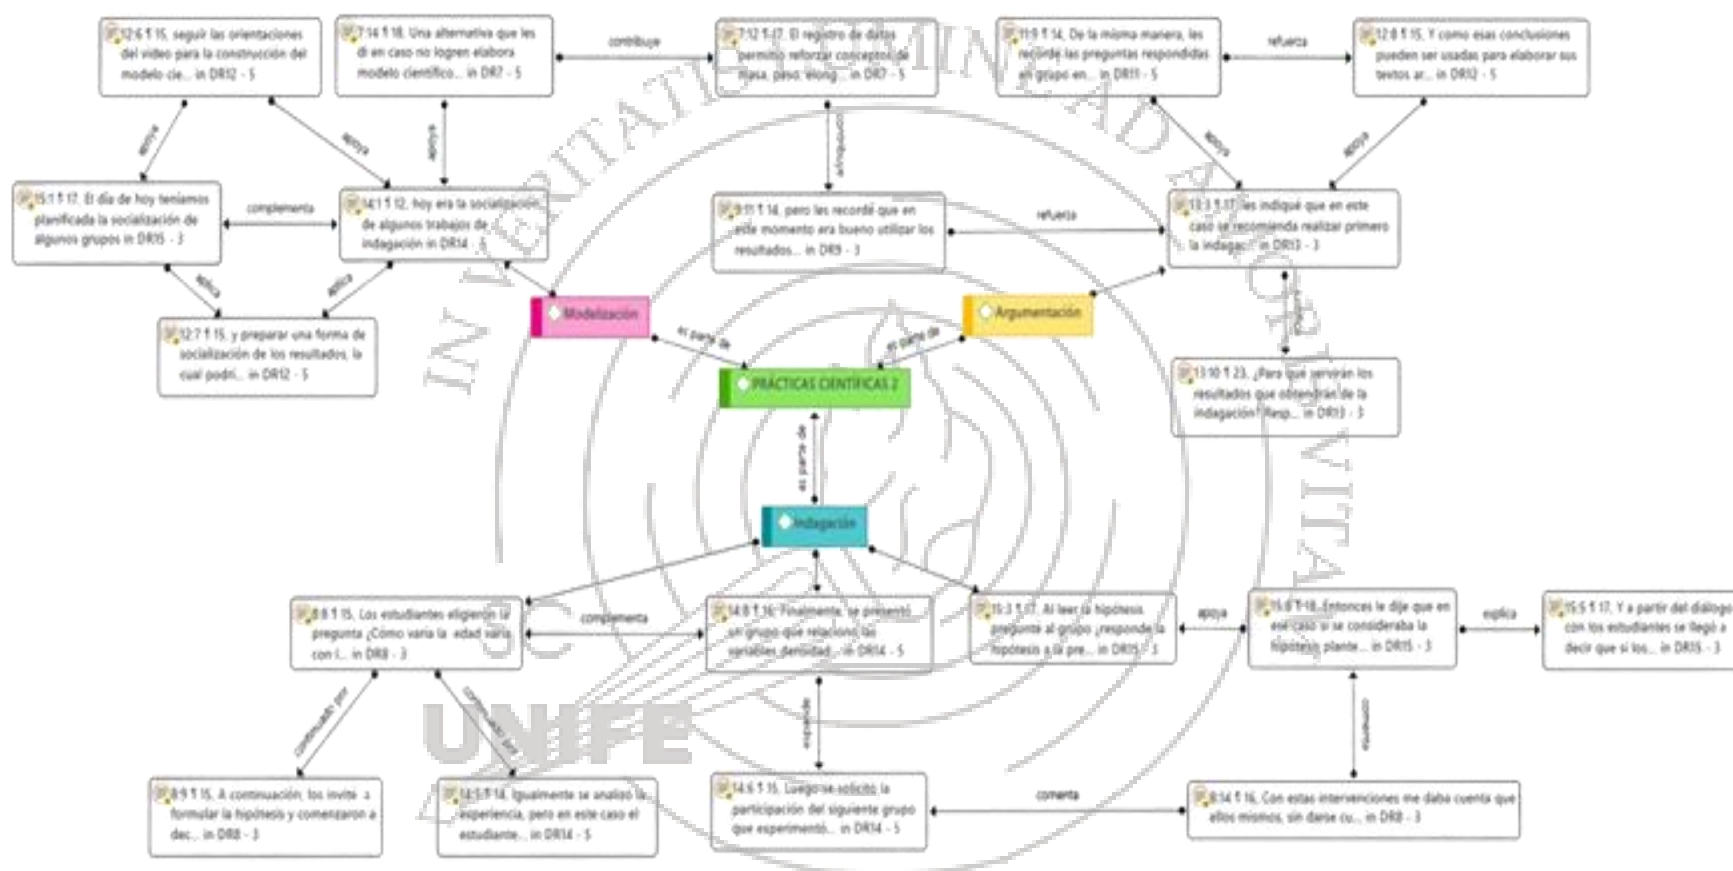 12:6 ¶ 15, seguir las orientaciones
del video para la construcción del
modelo cie... in DR12 - 5
7:14 ¶ 18, Una alternativa que les
di en caso no logren elabora
modelo científico... in DR7 - 5
contribuye
7:12 ¶ 17, El registro de datos
permitió reforzar conceptos de
masa, peso, elong... in DR7 - 5
11:9 ¶ 14, De la misma manera, les
recordé las preguntas respondidas
en grupo en... in DR11 - 5
refuerza
12:8 ¶ 15, Y como esas conclusiones
pueden ser usadas para elaborar sus
textos ar... in DR12 - 5
apoya
apoya
contribuye
apoya
apoya
15:1 ¶ 17, El día de hoy teníamos
planificada la socialización de
algunos grupos in DR15 - 3
complementa
14:1 ¶ 12, hoy era la socialización
de algunos trabajos de
indagación in DR14 -
9:11 ¶ 14, pero les recordé que en
este momento era bueno utilizar los
resultados... in DR9 - 3
refuerza
13:3 ¶ 17, les indiqué que en este
caso se recomienda realizar primero
la indagac... in DR13 - 3
aplica
aplica
Modelización
Argumentación
12:7 ¶ 15, y preparar una forma de
socialización de los resultados, la
cual podrí... in DR12 - 5
es parte de
es parte de
PRÁCTICAS CIENTÍFICAS 2
13:10 ¶ 23, ¿Para qué servirán los
resultados que obtendrán de la
indagación? Resp... in DR13 - 3
es parte de
Indagación
8:8 ¶ 15, Los estudiantes eligieron la
pregunta ¿Cómo varía la edad varía
con l... in DR8 - 3
complementa
14:8 ¶ 16, Finalmente, se presentó
un grupo que relacionó las
variables densidad... in DR14 - 5
15:3 ¶ 17, Al leer la hipótesis
pregunte al grupo ¿responde la
hipótesis a la pre... in DR15 - 3
apoya
15:8 ¶ 18, Entonces le dije que en
ese caso si se consideraba la
hipótesis plante... in DR15 - 3
explica
15:5 ¶ 17, Y a partir del diálogo
con los estudiantes se llegó a
decir que si los... in DR15 - 3
continuado por
continuado por
expande
comenta
8:9 ¶ 15, A continuación, los invité a
formular la hipótesis y comenzaron a
dec... in DR8 - 3
14:5 ¶ 14, Igualmente se analizó la
experiencia, pero en este caso el
estudiante... in DR14 - 5
14:6 ¶ 15, Luego se solicitó la
participación del siguiente grupo
que experimentó... in DR14 - 5
comenta
8:14 ¶ 16, Con estas intervenciones me daba cuenta que
ellos mismos, sin darse cu... in DR8 - 3
UNIFE